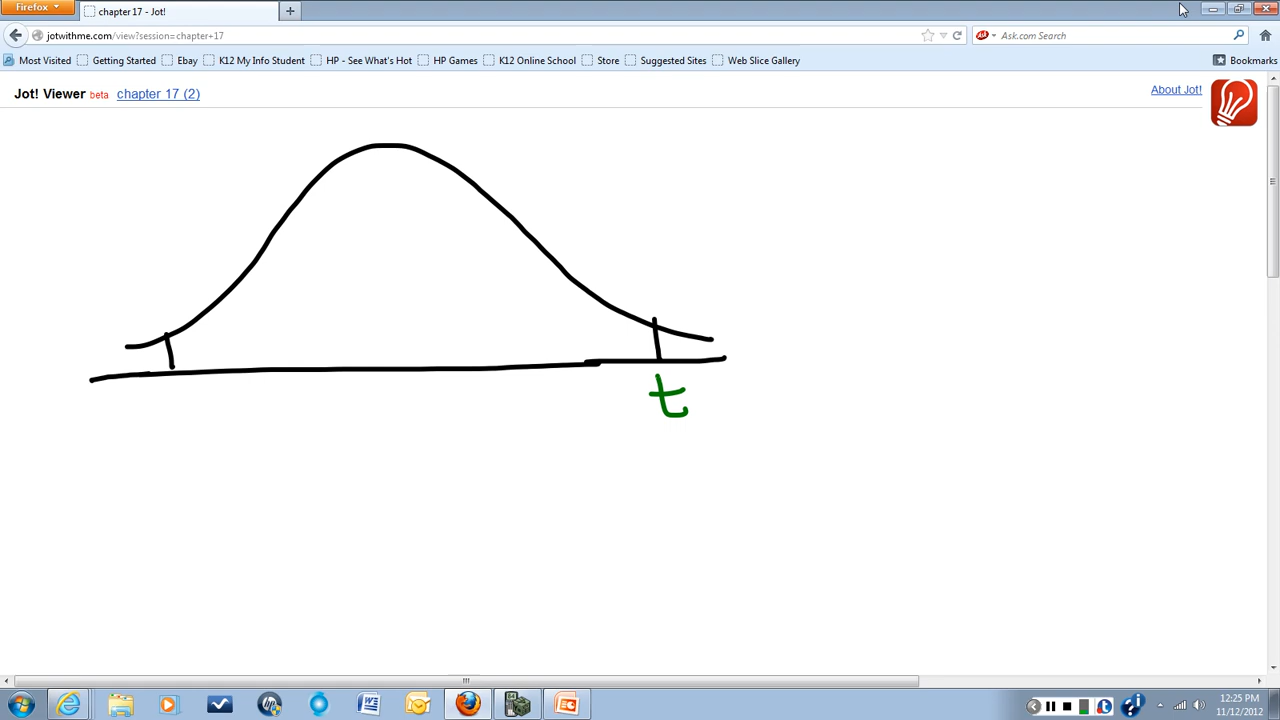 Firefox
chapter 17 - Jot!
jotwithme.com/view?session=chapter+17
Ask.com Search
Most Visited Getting Started Ebay K12 My Info Student HP - See What's Hot HP Games K12 Online School Store Suggested Sites Web Slice Gallery Bookmarks
Jot! Viewer beta chapter 17 (2) About Jot!
t
12:25 PM
11/12/2012